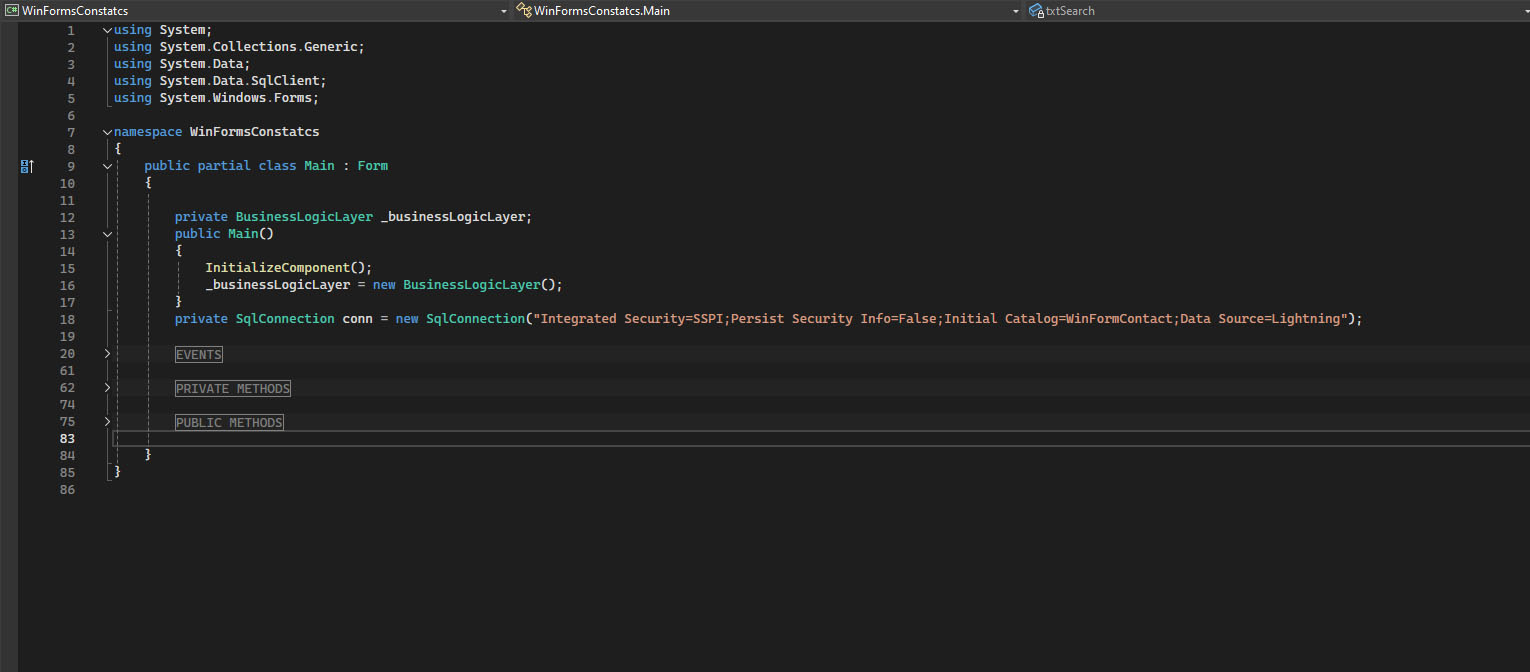 WinFormsConstatcs WinFormsConstatcs.Main txtSearch
1 using System;
2 using System.Collections.Generic;
3 using System.Data;
4 using System.Data.SqlClient;
5 using System.Windows.Forms;
6
7 namespace WinFormsConstatcs
8 {
9 public partial class Main : Form
10 {
11
12 private BusinessLogicLayer _businessLogicLayer;
13 public Main()
14 {
15 InitializeComponent();
16 _businessLogicLayer = new BusinessLogicLayer();
17 }
18 private SqlConnection conn = new SqlConnection("Integrated Security=SSPI;Persist Security Info=False;Initial Catalog=WinFormContact;Data Source=Lightning");
19
20 EVENTS
61
62 PRIVATE METHODS
74
75 PUBLIC METHODS
83
84 }
85 }
86